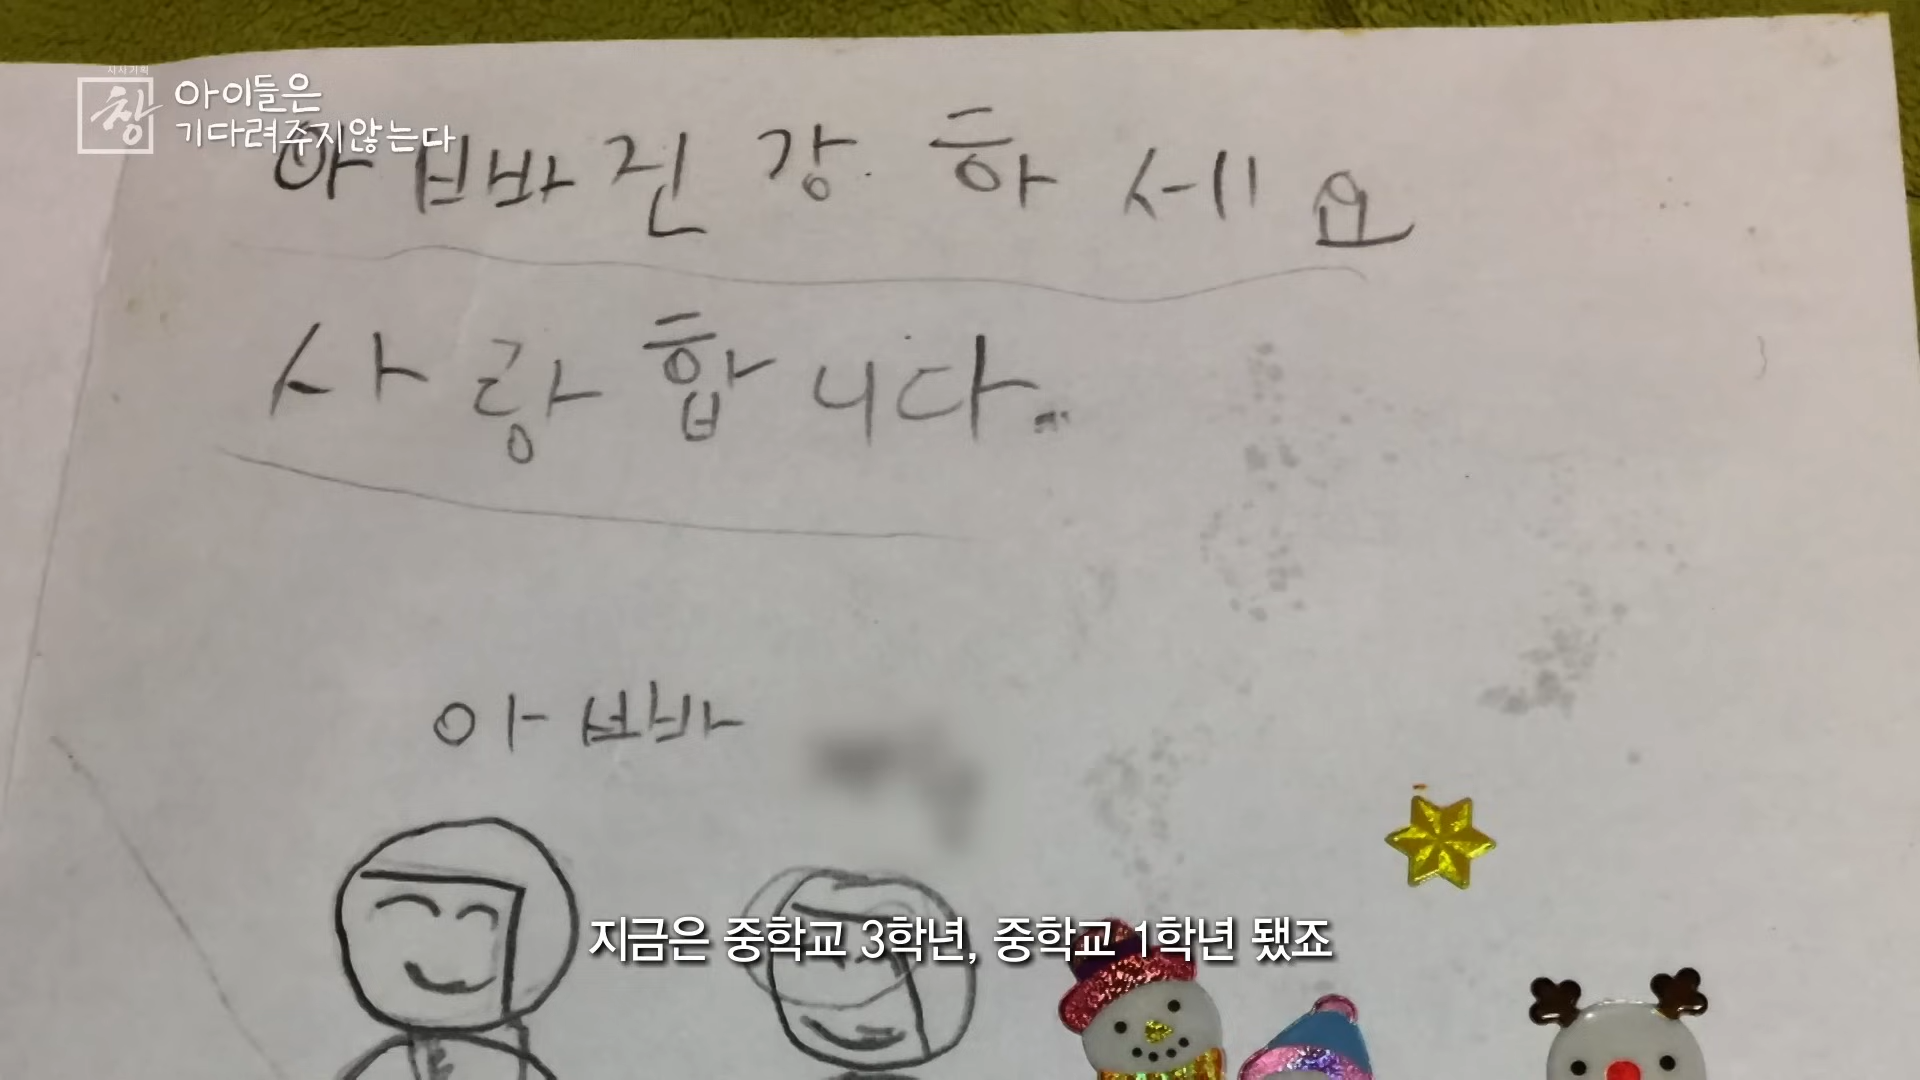 시사기획
창
아이들은
기다려주지않는다
아빠진강하세요
사랑합니다..
아빠
지금은 중학교 3학년, 중학교 1학년 됐죠